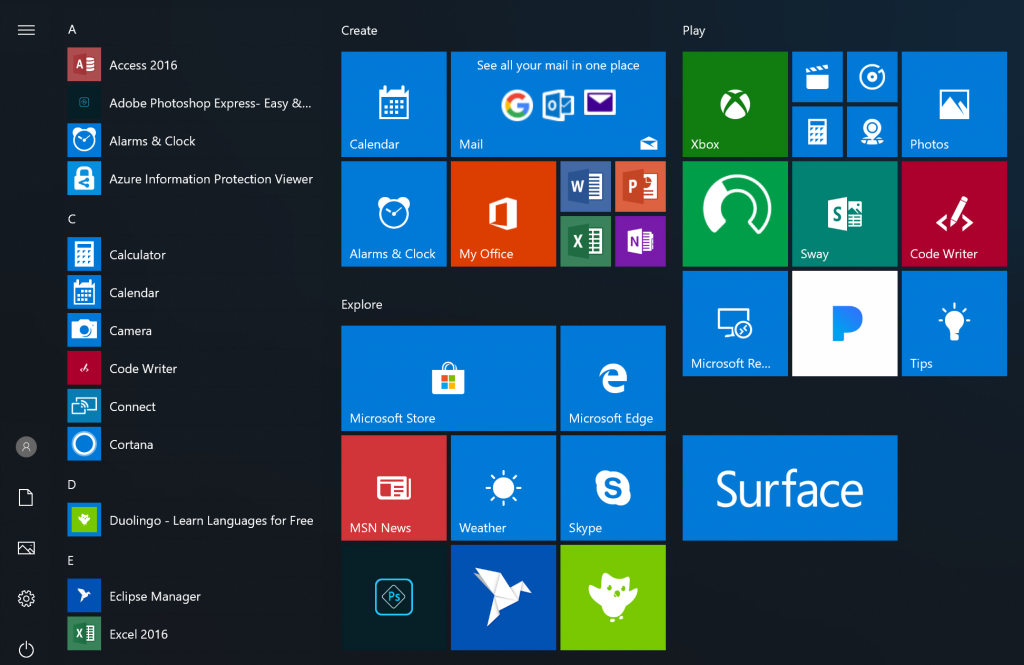 A
Access 2016
Adobe Photoshop Express- Easy &...
Alarms & Clock
Azure Information Protection Viewer
C
Calculator
Calendar
Camera
Code Writer
Connect
Cortana
D
Duolingo - Learn Languages for Free
E
Eclipse Manager
Excel 2016
Create
Calendar
See all your mail in one place
Mail
Alarms & Clock
My Office
Explore
Microsoft Store
Microsoft Edge
MSN News
Weather
Skype
Ps
Play
Xbox
Photos
Sway
Code Writer
Microsoft Re...
Tips
Surface